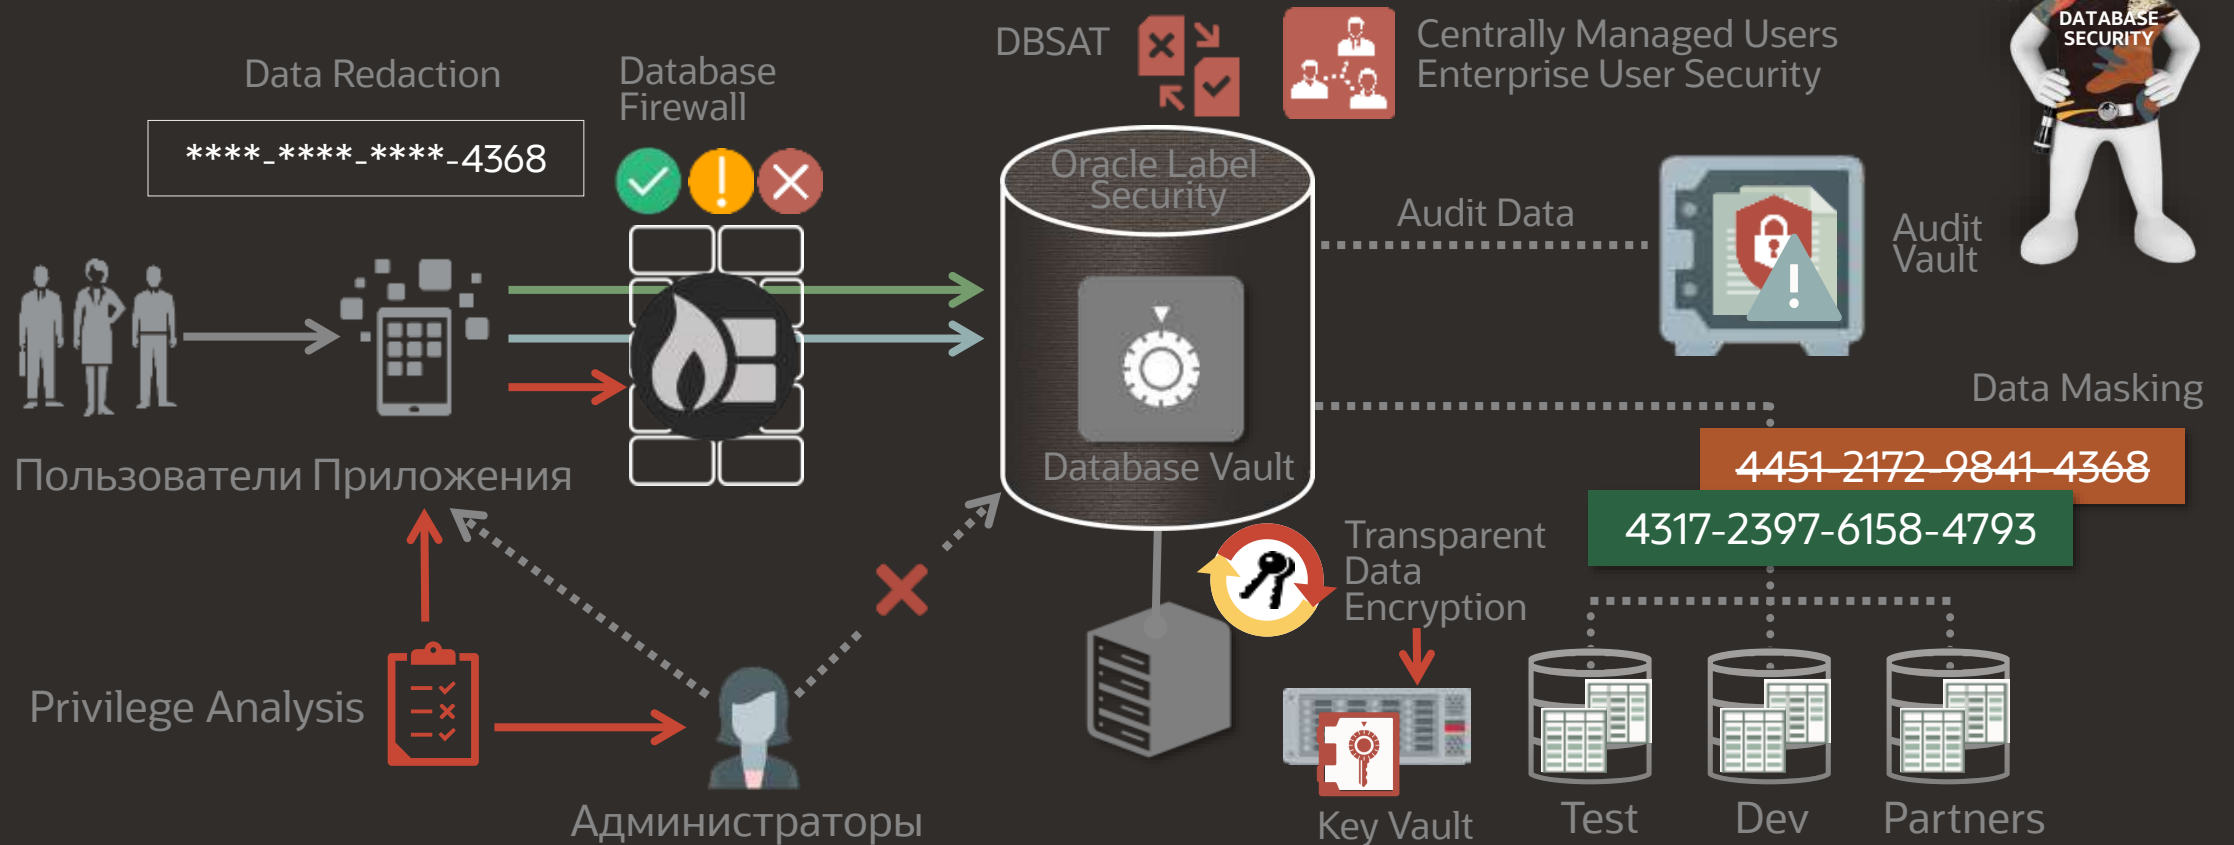 DBSAT
Centrally Managed Users
Enterprise User Security
DATABASE
SECURITY
Data Redaction
Database
Firewall
****-****-****-4368
Oracle Label
Security
Audit Data
Audit
Vault
Data Masking
Пользователи
Приложения
Database Vault
4451-2172-9841-4368
4317-2397-6158-4793
Transparent
Data
Encryption
Privilege Analysis
Администраторы
Key Vault
Test
Dev
Partners